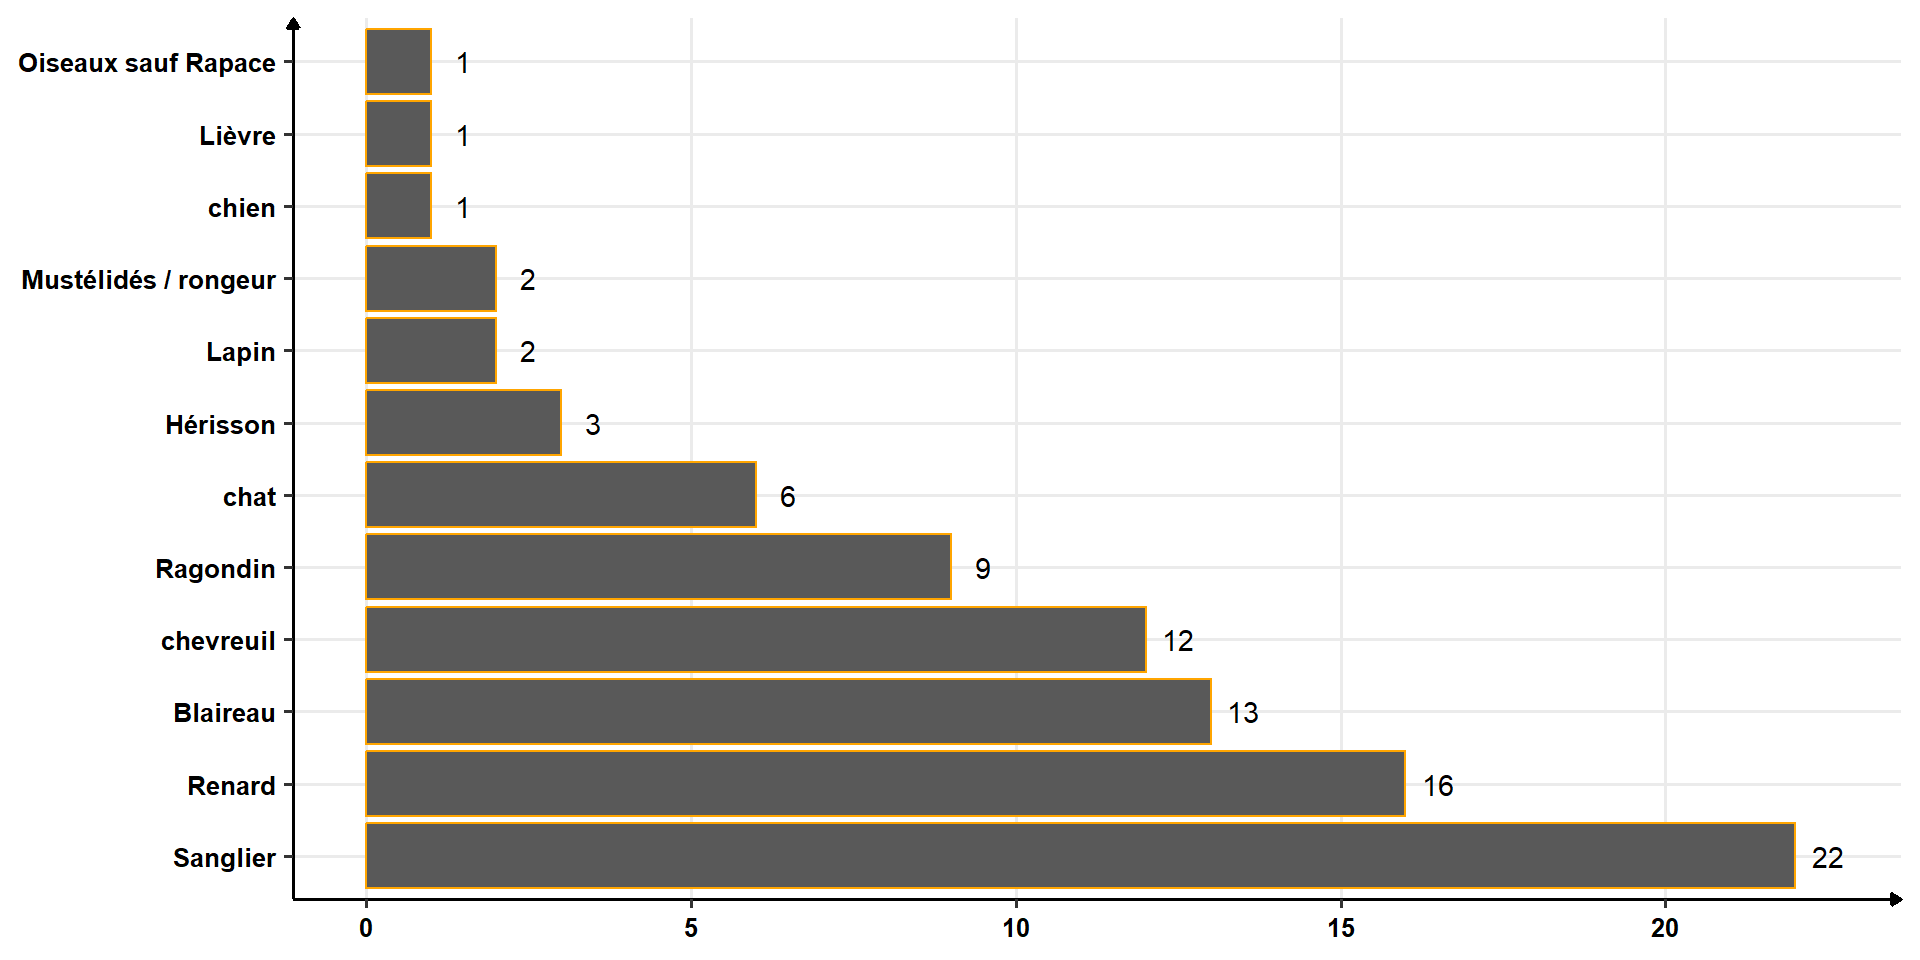 Oiseaux sauf Rapace 1
Lièvre 1
chien 1
Mustélidés / rongeur 2
Lapin 2
Hérisson 3
chat 6
Ragondin 9
chevreuil 12
Blaireau 13
Renard 16
Sanglier 22
0 5 10 15 20